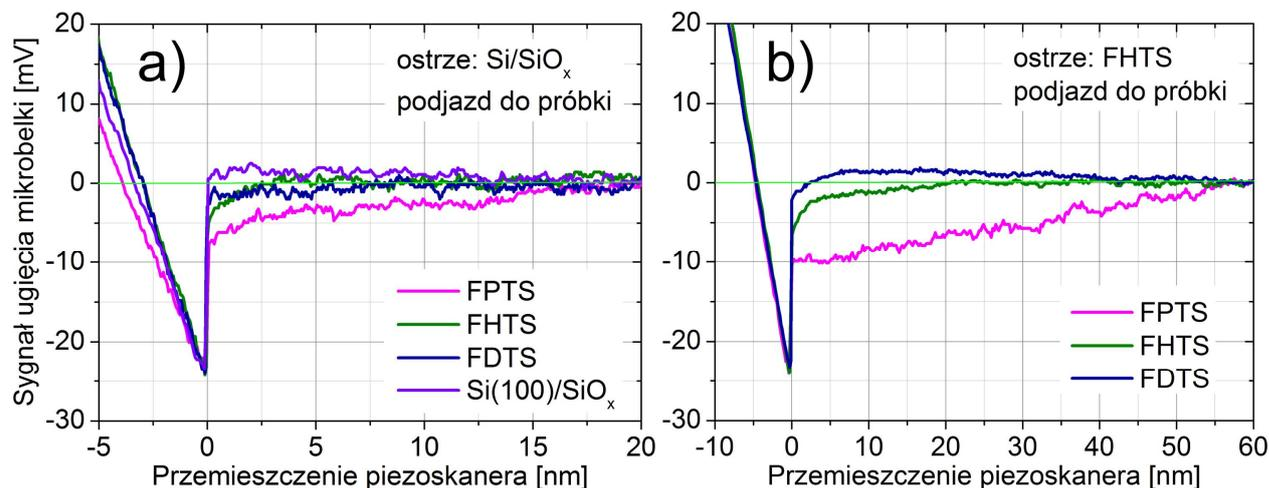 Sygnał ugięcia mikrobelki [mV]
20
10
0
-10
-20
-30
a)
ostrze: Si/SiOₓ
podjazd do próbki
FPTS
FHTS
FDTS
Si(100)/SiOₓ
-5 0 5 10 15 20
Przemieszczenie piezoskanera [nm]
20
10
0
-10
-20
-30
b)
ostrze: FHTS
podjazd do próbki
FPTS
FHTS
FDTS
-10 0 10 20 30 40 50 60
Przemieszczenie piezoskanera [nm]